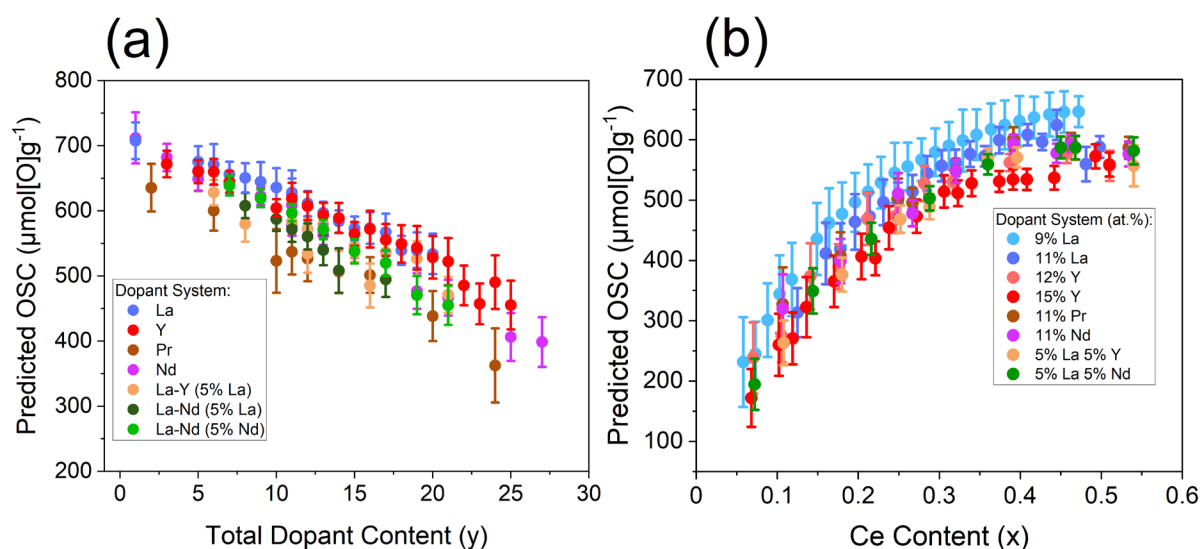 (a)
800
700
600
500
400
300
200
0
5
10
15
20
25
30
Predicted OSC (µmol[O]g⁻¹)
Total Dopant Content (y)
Dopant System:
La
Y
Pr
Nd
La-Y (5% La)
La-Nd (5% La)
La-Nd (5% Nd)
(b)
700
600
500
400
300
200
100
0.1
0.2
0.3
0.4
0.5
0.6
Predicted OSC (µmol[O]g⁻¹)
Ce Content (x)
Dopant System (at.%):
9% La
11% La
12% Y
15% Y
11% Pr
11% Nd
5% La 5% Y
5% La 5% Nd